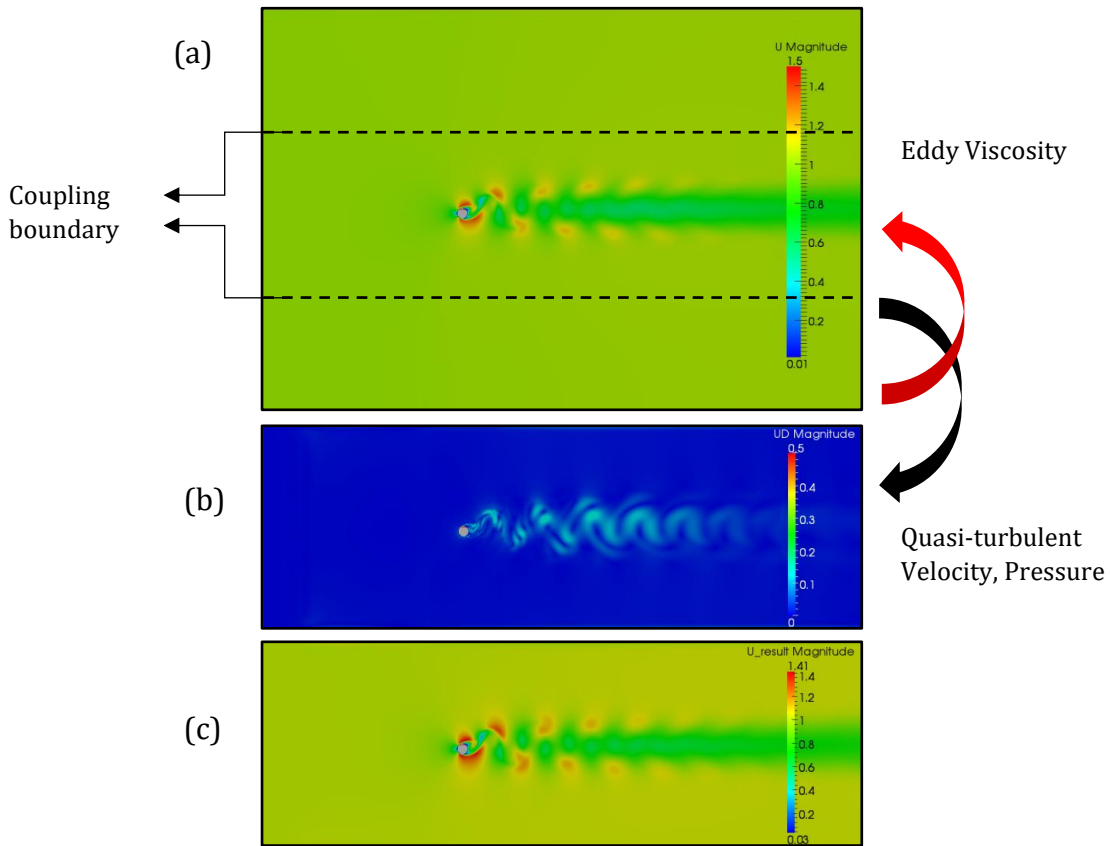 (a)
U Magnitude
1.5
1.4
1.2
1
0.8
0.6
0.4
0.2
0.01
Coupling
boundary
Eddy Viscosity
(b)
UD Magnitude
0.5
0.4
0.3
0.2
0.1
0
Quasi-turbulent
Velocity, Pressure
(c)
U_result Magnitude
1.41
1.4
1.2
1
0.8
0.6
0.4
0.2
0.03